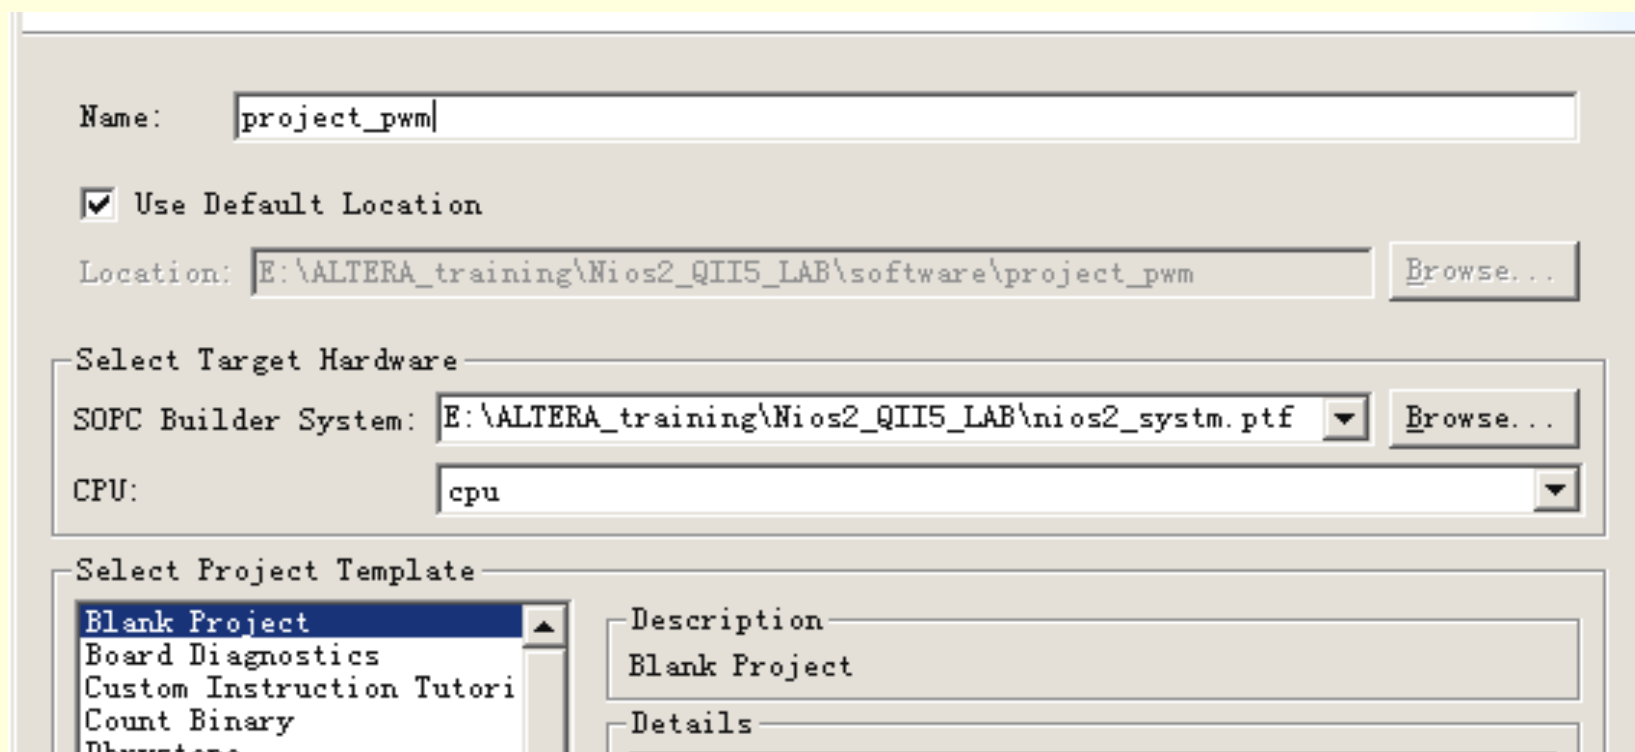 Name: project_pwm
Use Default Location
Location: E:\ALTERA_training\Nios2_QII5_LAB\software\project_pwm Browse...
Select Target Hardware
SOPC Builder System: E:\ALTERA_training\Nios2_QII5_LAB\nios2_systm.ptf Browse...
CPU: cpu
Select Project Template
Blank Project
Board Diagnostics
Custom Instruction Tutori
Count Binary
Description
Blank Project
Details